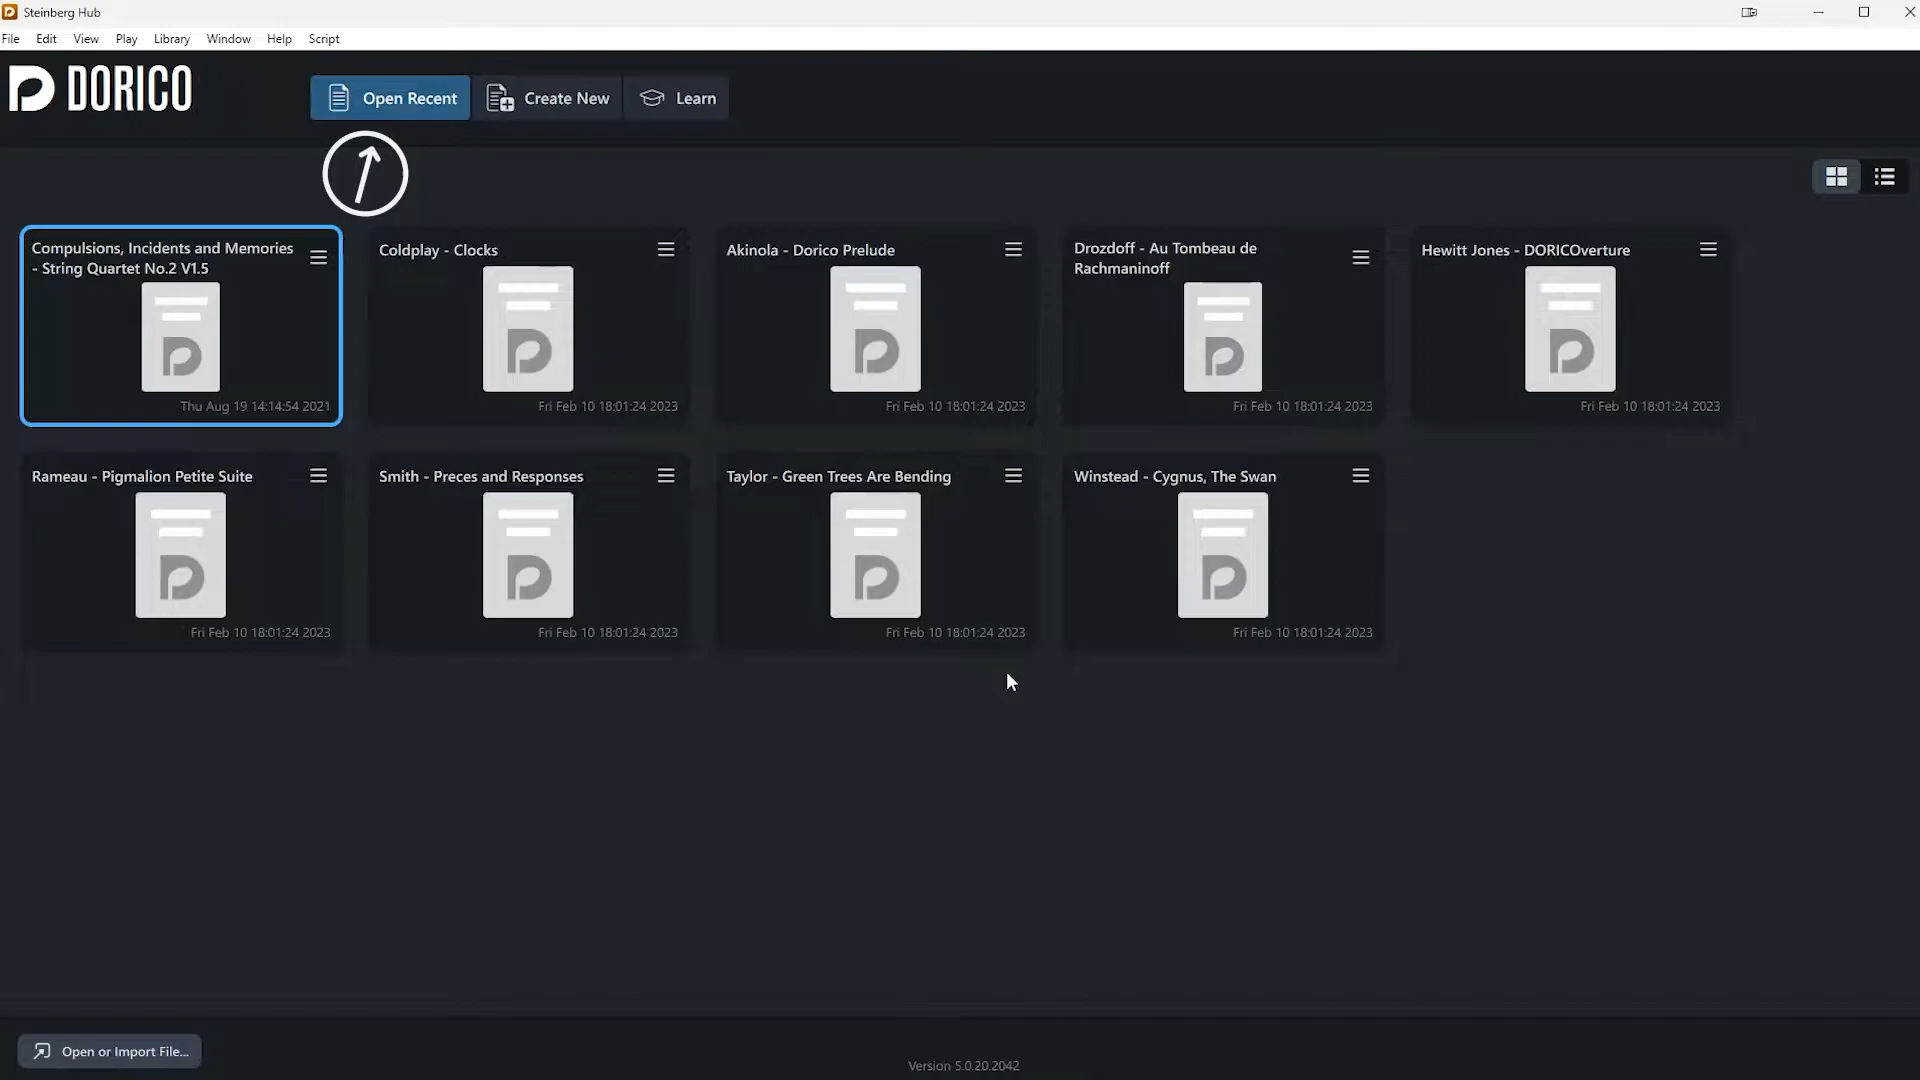 Steinberg Hub
File Edit View Play Library Window Help Script
DORICO
Open Recent
Create New
Learn
Compulsions, Incidents and Memories
- String Quartet No.2 V1.5
Thu Aug 19 14:14:54 2021
Coldplay - Clocks
Fri Feb 10 18:01:24 2023
Akinola - Dorico Prelude
Fri Feb 10 18:01:24 2023
Drozdoff - Au Tombeau de
Rachmaninoff
Fri Feb 10 18:01:24 2023
Hewitt Jones - DORICOverture
Fri Feb 10 18:01:24 2023
Rameau - Pigmalion Petite Suite
Fri Feb 10 18:01:24 2023
Smith - Preces and Responses
Fri Feb 10 18:01:24 2023
Taylor - Green Trees Are Bending
Fri Feb 10 18:01:24 2023
Winstead - Cygnus, The Swan
Fri Feb 10 18:01:24 2023
Open or Import File...
Version 5.0.20.2042